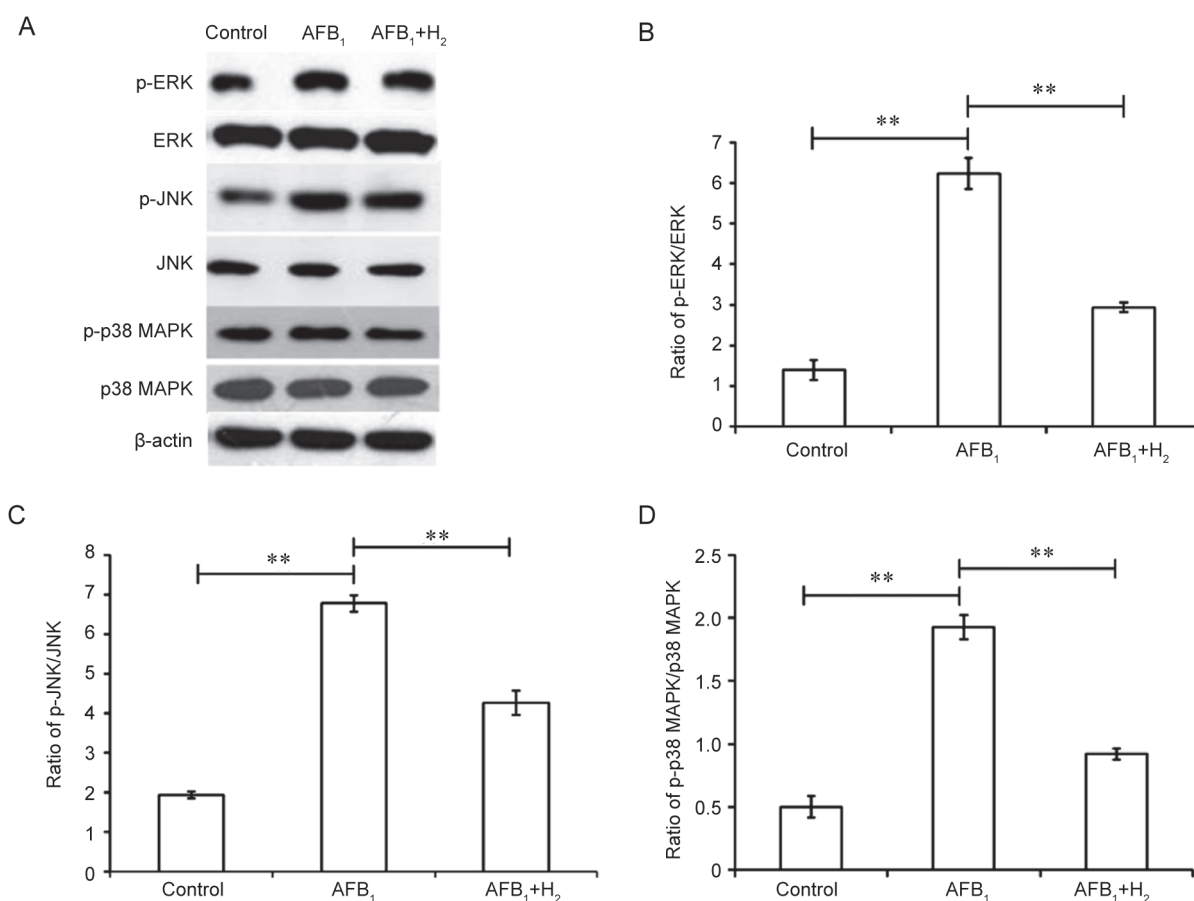 A
Control AFB₁ AFB₁+H₂
p-ERK
ERK
p-JNK
JNK
p-p38 MAPK
p38 MAPK
β-actin
B
Ratio of p-ERK/ERK
7
6
5
4
3
2
1
0
**
**
Control AFB₁ AFB₁+H₂
C
Ratio of p-JNK/JNK
8
7
6
5
4
3
2
1
0
**
**
Control AFB₁ AFB₁+H₂
D
Ratio of p-p38 MAPK/p38 MAPK
2.5
2.0
1.5
1.0
0.5
0
**
**
Control AFB₁ AFB₁+H₂